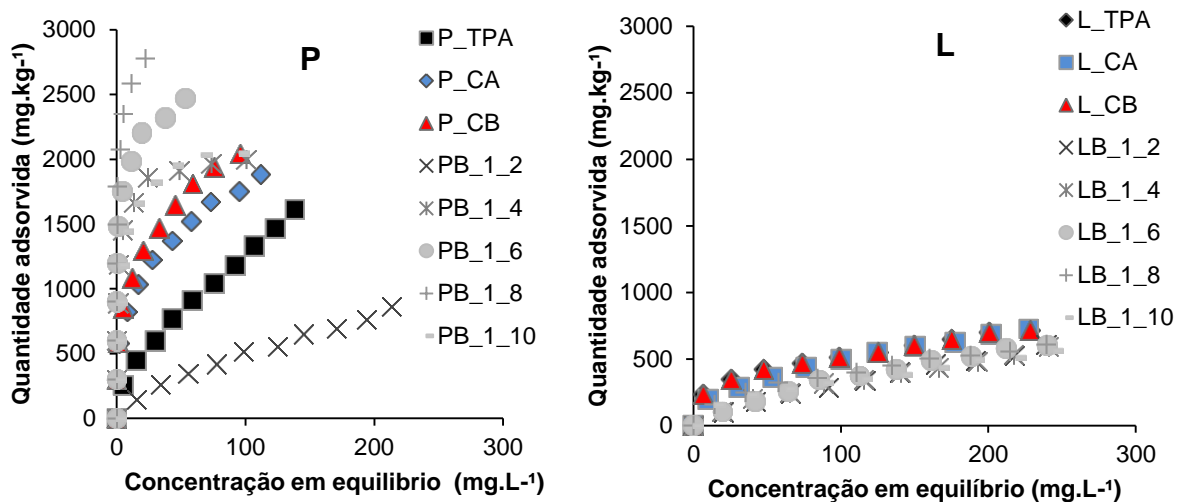 3000
2500
2000
1500
1000
500
0
Quantidade adsorvida (mg.kg-¹)
0
100
200
300
Concentração em equilibrio (mg.L-¹)
P
P_TPA
P_CA
P_CB
PB_1_2
PB_1_4
PB_1_6
PB_1_8
PB_1_10
3000
2500
2000
1500
1000
500
0
Quantidade adsorvida (mg.kg-¹)
0
100
200
300
Concentração em equilíbrio (mg.L-¹)
L
L_TPA
L_CA
L_CB
LB_1_2
LB_1_4
LB_1_6
LB_1_8
LB_1_10